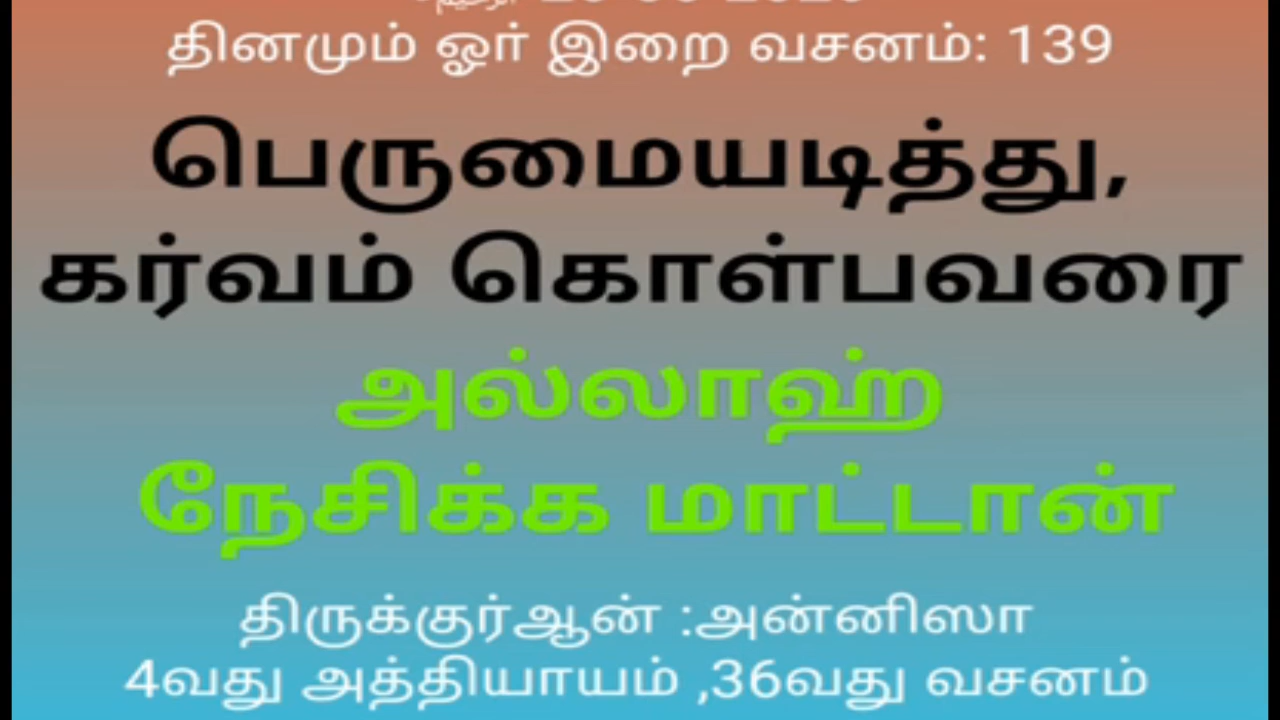 தினமும் ஓர் இறை வசனம்: 139
பெருமையடித்து,
கர்வம் கொள்பவரை
அல்லாஹ்
நேசிக்க மாட்டான்
திருக்குர்ஆன் :அன்னிஸா
4வது அத்தியாயம் ,36வது வசனம்